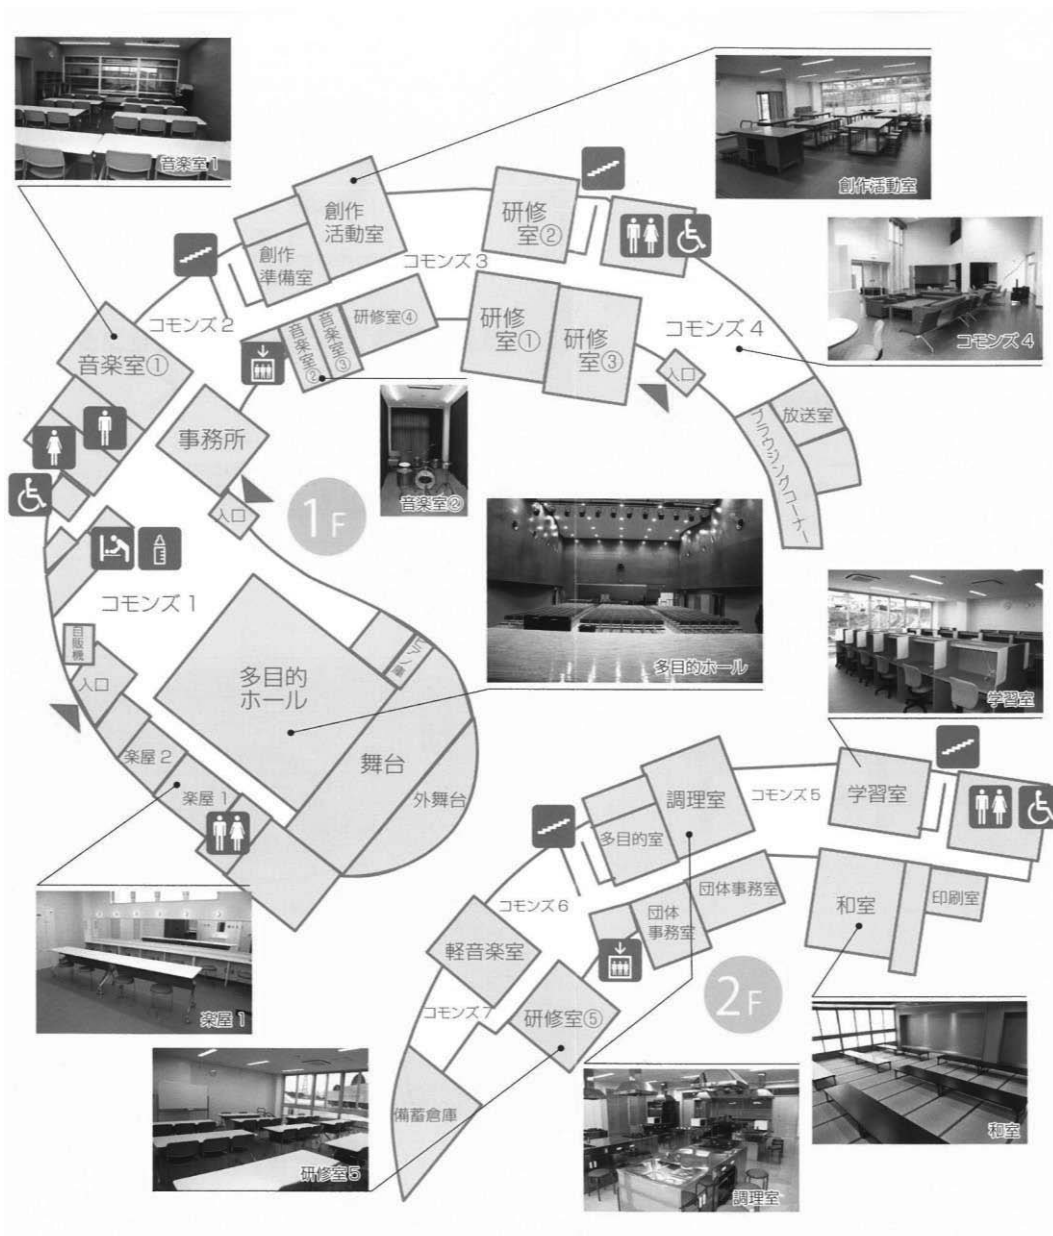 音楽室1
創作活動室
コモンズ4
創作
活動室
研修
室②
創作
準備室
コモンズ3
コモンズ2
音楽室②
音楽室③
研修室④
研修
室①
研修
室③
コモンズ4
入口
放送室
ブラウジングコーナー
音楽室①
事務所
入口
音楽室②
1F
コモンズ1
自販機
入口
多目的
ホール
舞台
外舞台
楽屋2
楽屋1
多目的ホール
学習室
調理室
コモンズ5
学習室
多目的室
コモンズ6
団体
事務室
団体事務室
和室
印刷室
軽音楽室
コモンズ7
研修室⑤
2F
備蓄倉庫
楽屋1
研修室5
調理室
和室